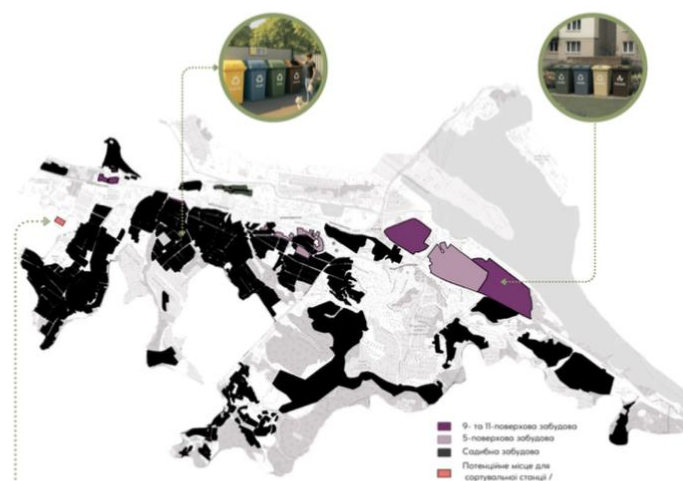 9- та 11-поверхова забудова
5-поверхова забудова
Садибна забудова
Потенційне місце для
сортувальної станції /